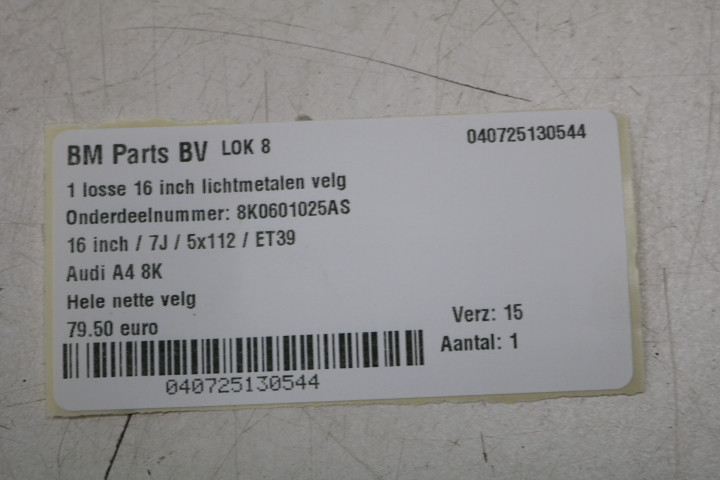 BM Parts BV LOK 8
040725130544
1 losse 16 inch lichtmetalen velg
Onderdeelnummer: 8K0601025AS
16 inch / 7J / 5x112 / ET39
Audi A4 8K
Hele nette velg
79.50 euro
Verz: 15
Aantal: 1
040725130544